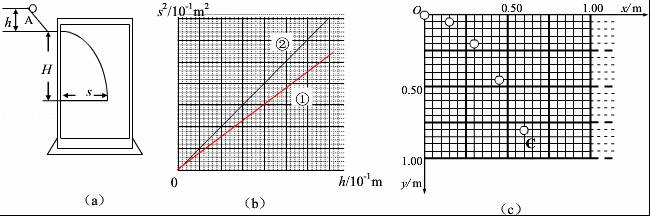 A
h
H
s
(a)
s²/10⁻¹m²
②
①
0
h/10⁻¹m
(b)
O
0.50
1.00
x/m
0.50
C
1.00
y/m
(c)